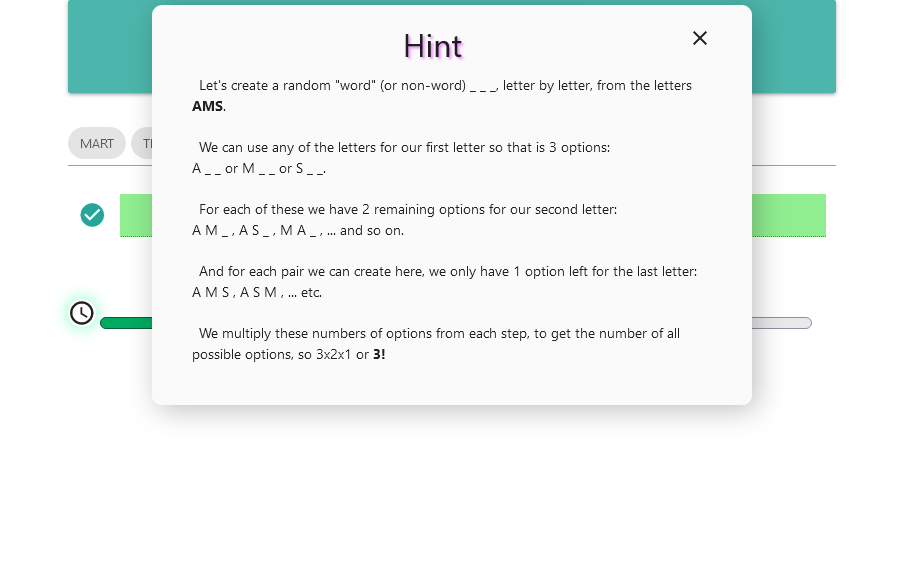 Hint
Let's create a random "word" (or non-word) _ _ _, letter by letter, from the letters
AMS.
We can use any of the letters for our first letter so that is 3 options:
A _ _ or M _ _ or S _ _.
For each of these we have 2 remaining options for our second letter:
A M _ , A S _ , M A _ , ... and so on.
And for each pair we can create here, we only have 1 option left for the last letter:
A M S , A S M , ... etc.
We multiply these numbers of options from each step, to get the number of all
possible options, so 3x2x1 or 3!
MART